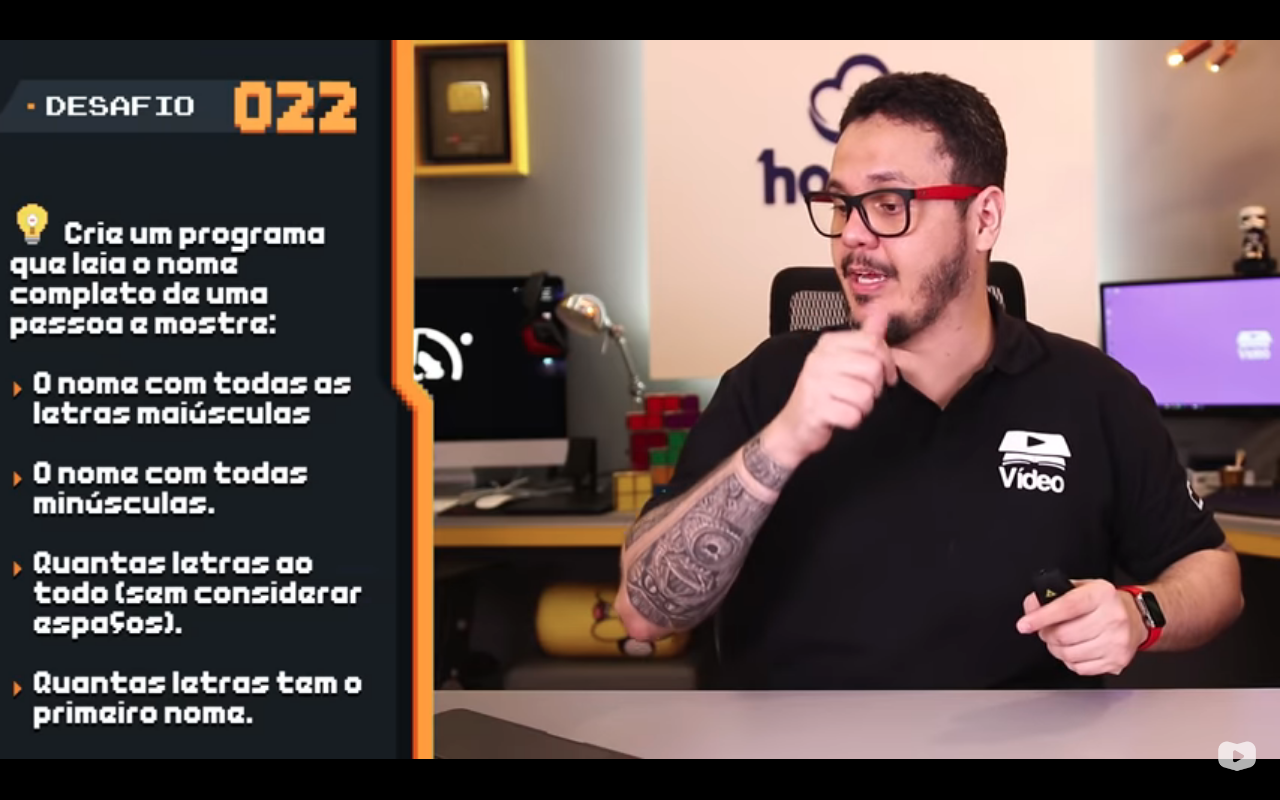 DESAFIO 022
Crie um programa
que leia o nome
completo de uma
pessoa e mostre:
O nome com todas as
letras maiúsculas
O nome com todas
minúsculas.
Quantas letras ao
todo (sem considerar
espaços).
Quantas letras tem o
primeiro nome.
ho
Vídeo